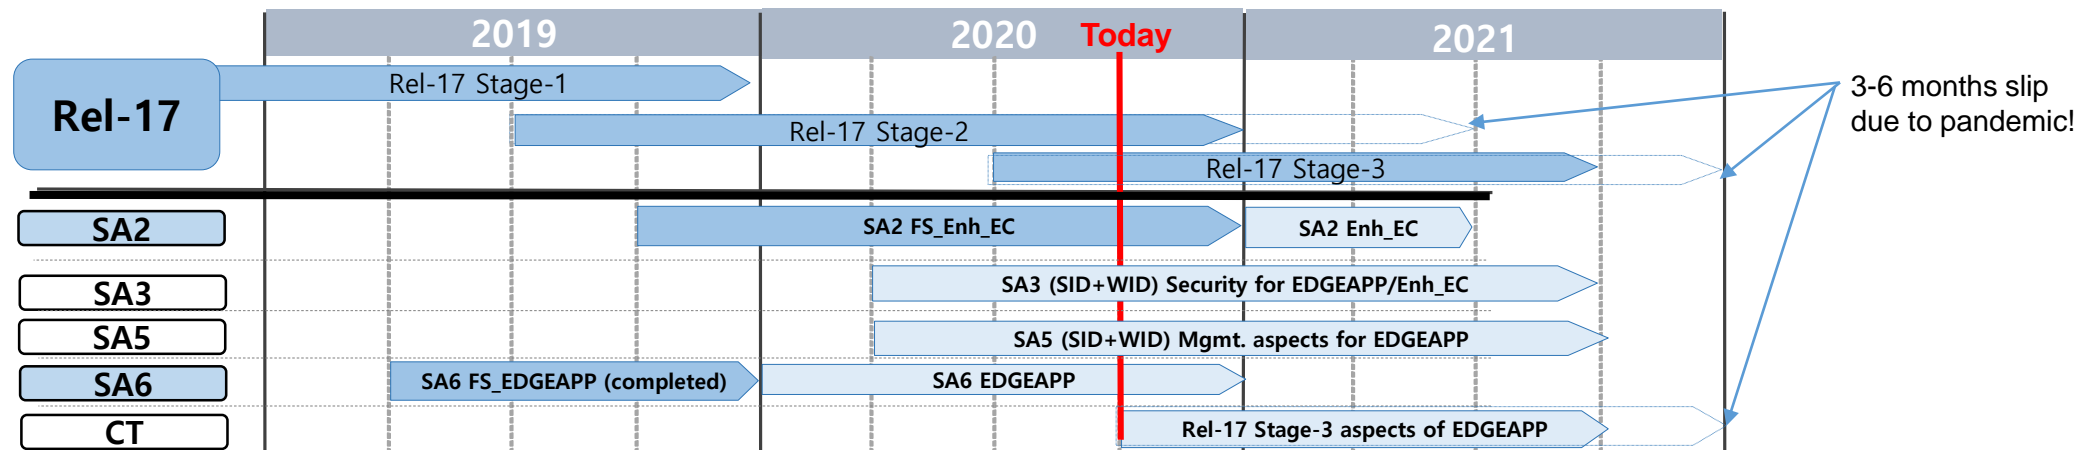 2019
2020
Today
2021
Rel-17
Rel-17 Stage-1
3-6 months slip
due to pandemic!
Rel-17 Stage-2
Rel-17 Stage-3
SA2
SA2 FS_Enh_EC
SA2 Enh_EC
SA3
SA3 (SID+WID) Security for EDGEAPP/Enh_EC
SA5
SA5 (SID+WID) Mgmt. aspects for EDGEAPP
SA6
SA6 FS_EDGEAPP (completed)
SA6 EDGEAPP
CT
Rel-17 Stage-3 aspects of EDGEAPP